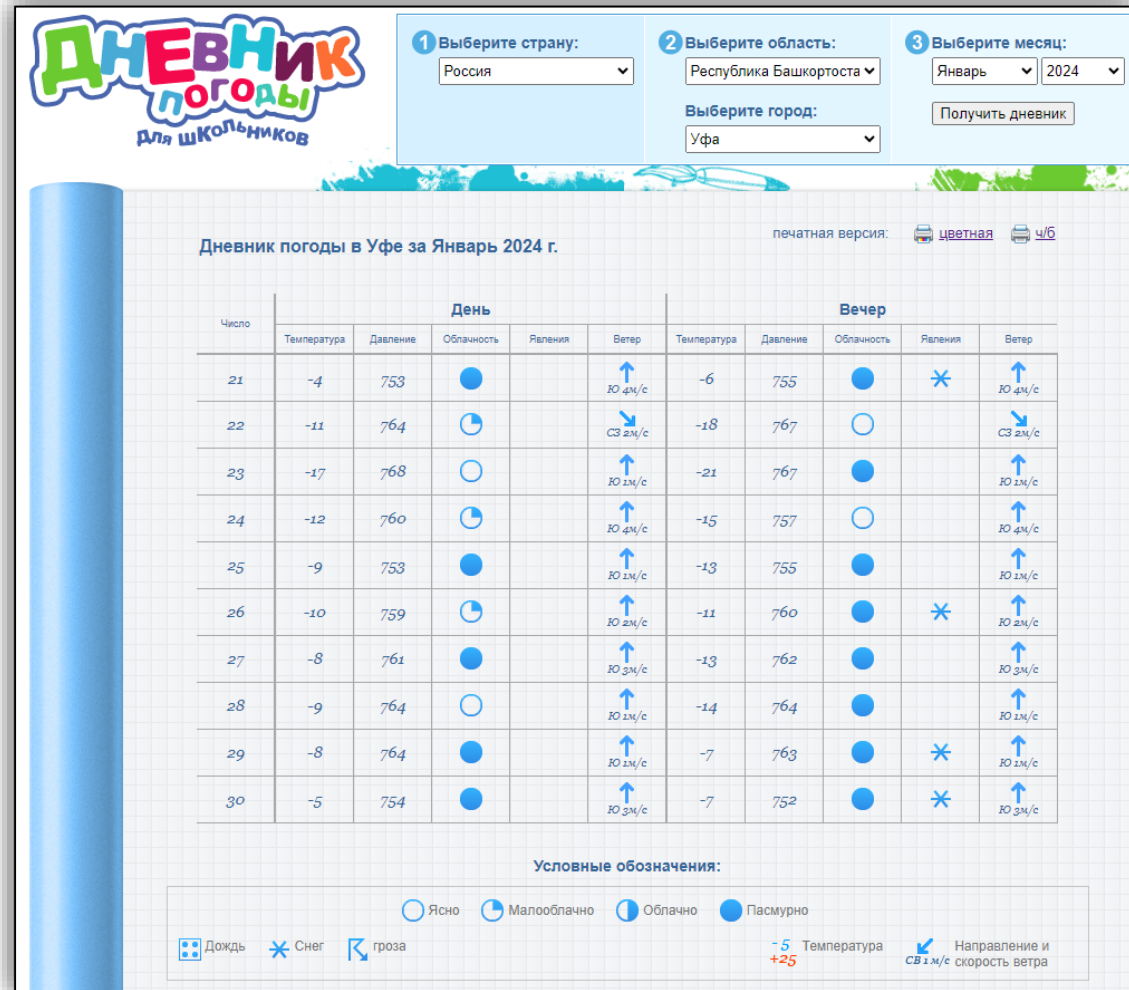 ДНЕВНИК
ПОГОДЫ
ДЛЯ ШКОЛЬНИКОВ
1 Выберите страну:
Россия
2 Выберите область:
Республика Башкортоста
Выберите город:
Уфа
3 Выберите месяц:
Январь 2024
Получить дневник
Дневник погоды в Уфе за Январь 2024 г.
печатная версия: цветная ч/б
Число День Вечер
Температура Давление Облачность Явления Ветер Температура Давление Облачность Явления Ветер
21 -4 753 Ю 4м/с -6 755 Ю 4м/с
22 -11 764 СЗ 2м/с -18 767 СЗ 2м/с
23 -17 768 Ю 1м/с -21 767 Ю 1м/с
24 -12 760 Ю 4м/с -15 757 Ю 4м/с
25 -9 753 Ю 1м/с -13 755 Ю 1м/с
26 -10 759 Ю 2м/с -11 760 Ю 2м/с
27 -8 761 Ю 3м/с -13 762 Ю 3м/с
28 -9 764 Ю 1м/с -14 764 Ю 1м/с
29 -8 764 Ю 1м/с -7 763 Ю 1м/с
30 -5 754 Ю 3м/с -7 752 Ю 3м/с
Условные обозначения:
Ясно Малооблачно Облачно Пасмурно
Дождь Снег гроза -5 +25 Температура СВ 1 м/с Направление и
скорость ветра